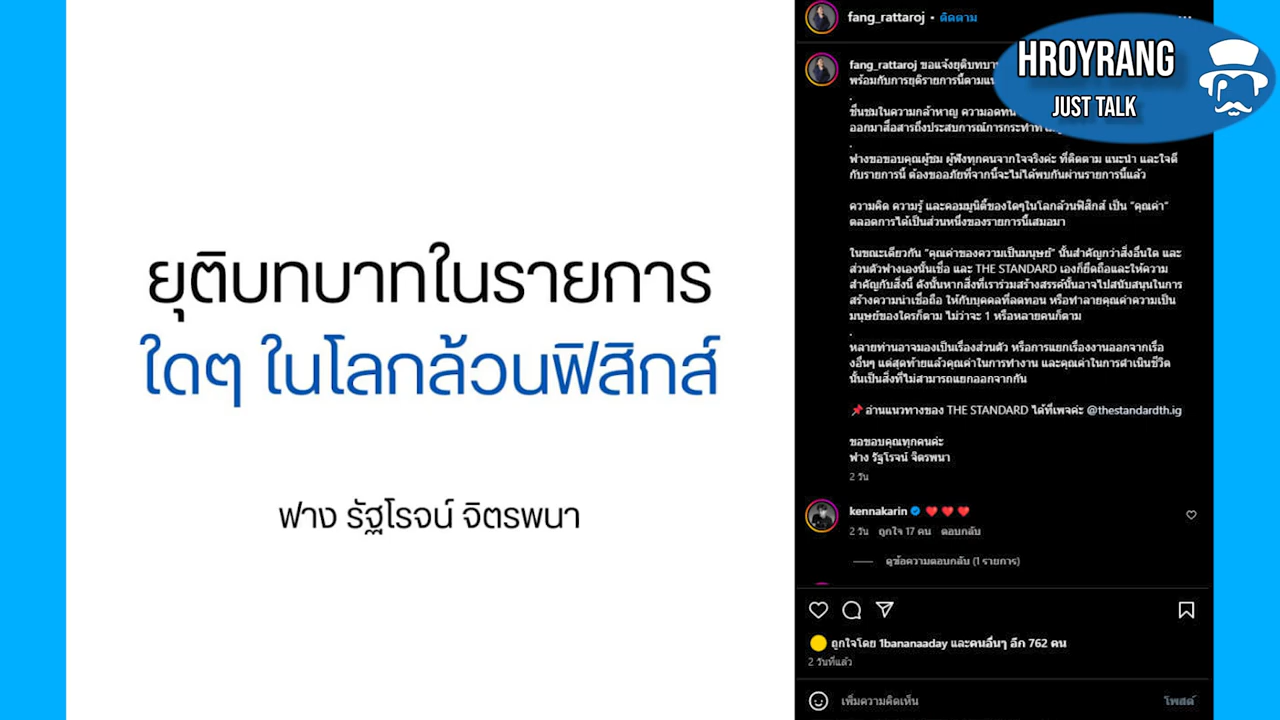 ยุติบทบาทในรายการ
ใดๆ ในโลกล้วนฟิสิกส์
ฟาง รัฐโรจน์ จิตรพนา
fang_rattaroj • ติดตาม
HROYRANG
JUST TALK
fang_rattaroj ขอแจ้งยุติบทบาท
พร้อมกับการยุติรายการนี้ตาม
.
ชื่นชมในความกล้าหาญ ความอดทน
ออกมาสื่อสารถึงประสบการณ์การกระทำ
.
ฟางขอขอบคุณผู้ชม ผู้ฟังทุกคนจากใจจริงค่ะ ที่ติดตาม แนะนำ และใจดี
กับรายการนี้ ต้องขออภัยที่จากนี้จะไม่ได้พบกันผ่านรายการนี้แล้ว
ความคิด ความรู้ และคอมมูนิตี้ของใดๆในโลกล้วนฟิสิกส์ เป็น “คุณค่า”
ตลอดการได้เป็นส่วนหนึ่งของรายการนี้เสมอมา
ในขณะเดียวกัน “คุณค่าของความเป็นมนุษย์” นั้นสำคัญกว่าสิ่งอื่นใด และ
ส่วนตัวฟางเองนั้นเชื่อ และ THE STANDARD เองก็ยึดถือและให้ความ
สำคัญกับสิ่งนี้ ดังนั้นหากสิ่งที่เราร่วมสร้างสรรค์นั้นอาจไปสนับสนุนในการ
สร้างความน่าเชื่อถือ ให้กับบุคคลที่ลดทอน หรือทำลายคุณค่าความเป็น
มนุษย์ของใครก็ตาม ไม่ว่าจะ 1 หรือหลายคนก็ตาม
.
หลายท่านอาจมองเป็นเรื่องส่วนตัว หรือการแยกเรื่องงานออกจากเรื่อ
งอื่นๆ แต่สุดท้ายแล้วคุณค่าในการทำงาน และคุณค่าในการดำเนินชีวิต
นั้นเป็นสิ่งที่ไม่สามารถแยกออกจากกัน
📌 อ่านแนวทางของ THE STANDARD ได้ที่เพจค่ะ @thestandardth.ig
ขอขอบคุณทุกคนค่ะ
ฟาง รัฐโรจน์ จิตรพนา
2 วัน
kennakarin ❤️❤️❤️
2 วัน ถูกใจ 17 คน ตอบกลับ
ดูข้อความตอบกลับ (1 รายการ)
ถูกใจโดย 1bananaaday และคนอื่นๆ อีก 762 คน
2 วันที่แล้ว
เพิ่มความคิดเห็น
โพสต์